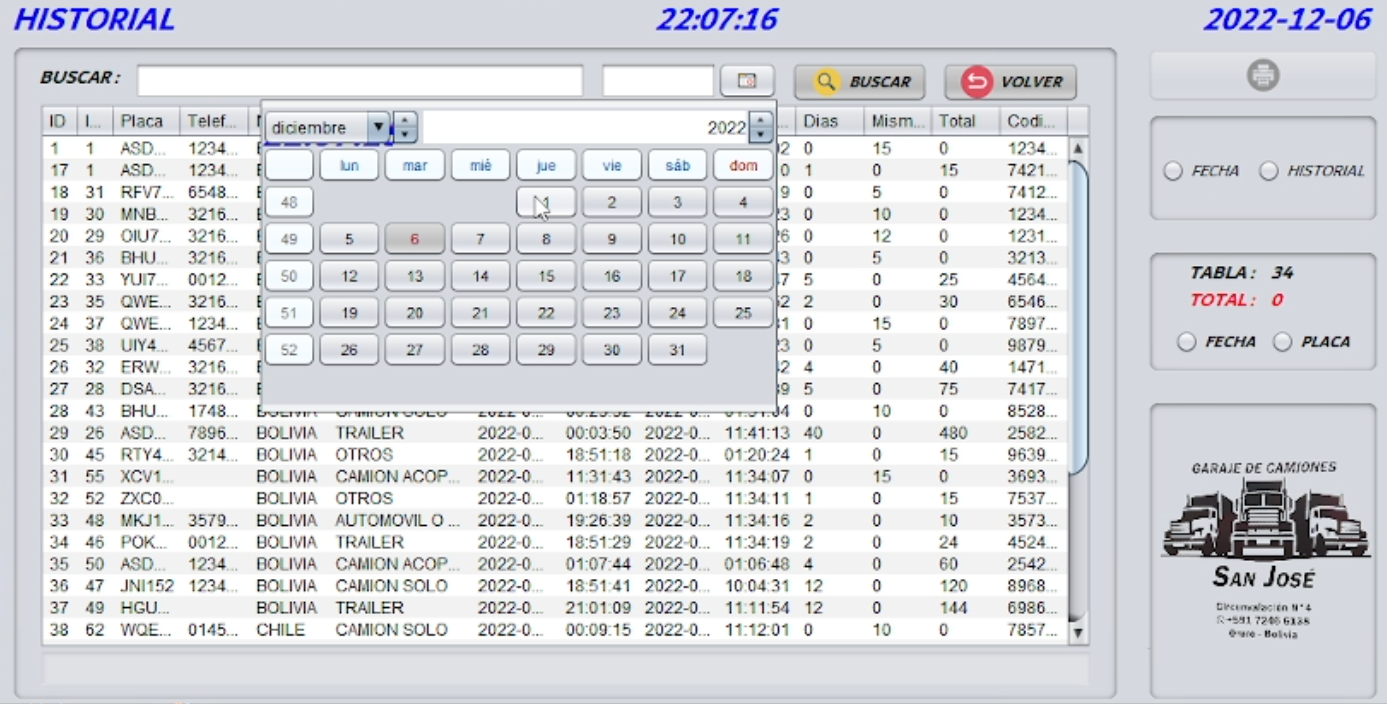 HISTORIAL 22:07:16 2022-12-06
BUSCAR: BUSCAR VOLVER
ID I... Placa Telef... Dias Mism... Total Codi...
diciembre 2022
lun mar mié jue vie sáb dom
48 1 2 3 4
49 5 6 7 8 9 10 11
50 12 13 14 15 16 17 18
51 19 20 21 22 23 24 25
52 26 27 28 29 30 31
1 1 ASD... 1234... 0 15 0 1234...
17 1 ASD... 1234... 1 0 15 7421...
18 31 RFV7... 6548... 0 5 0 7412...
19 30 MNB... 3216... 0 10 0 1234...
20 29 OIU7... 3216... 0 12 0 1231...
21 36 BHU... 3216... 0 5 0 3213...
22 33 YUI7... 0012... 5 0 25 4564...
23 35 QWE... 3216... 2 0 30 6546...
24 37 QWE... 1234... 0 15 0 7897...
25 38 UIY4... 4567... 0 5 0 9879...
26 32 ERW... 3216... 4 0 40 1471...
27 28 DSA... 3216... 5 0 75 7417...
28 43 BHU... 1748... BOLIVIA CAMION SOLO 2022-0... 2022-0... 0 10 0 8528...
29 26 ASD... 7896... BOLIVIA TRAILER 2022-0... 00:03:50 2022-0... 11:41:13 40 0 480 2582...
30 45 RTY4... 3214... BOLIVIA OTROS 2022-0... 18:51:18 2022-0... 01:20:24 1 0 15 9639...
31 55 XCV1... BOLIVIA CAMION ACOP... 2022-0... 11:31:43 2022-0... 11:34:07 0 15 0 3693...
32 52 ZXC0... BOLIVIA OTROS 2022-0... 01:18:57 2022-0... 11:34:11 1 0 15 7537...
33 48 MKJ1... 3579... BOLIVIA AUTOMOVIL O ... 2022-0... 19:26:39 2022-0... 11:34:16 2 0 10 3573...
34 46 POK... 0012... BOLIVIA TRAILER 2022-0... 18:51:29 2022-0... 11:34:19 2 0 24 4524...
35 50 ASD... 1234... BOLIVIA CAMION ACOP... 2022-0... 01:07:44 2022-0... 01:06:48 4 0 60 2542...
36 47 JNI152 1234... BOLIVIA CAMION SOLO 2022-0... 18:51:41 2022-0... 10:04:31 12 0 120 8968...
37 49 HGU... BOLIVIA TRAILER 2022-0... 21:01:09 2022-0... 11:11:54 12 0 144 6986...
38 62 WQE... 0145... CHILE CAMION SOLO 2022-0... 00:09:15 2022-0... 11:12:01 0 10 0 7857...
FECHA HISTORIAL
TABLA: 34
TOTAL: 0
FECHA PLACA
GARAJE DE CAMIONES
SAN JOSÉ
Circunvalación N°4
+591 7246 6138
Oruro - Bolivia